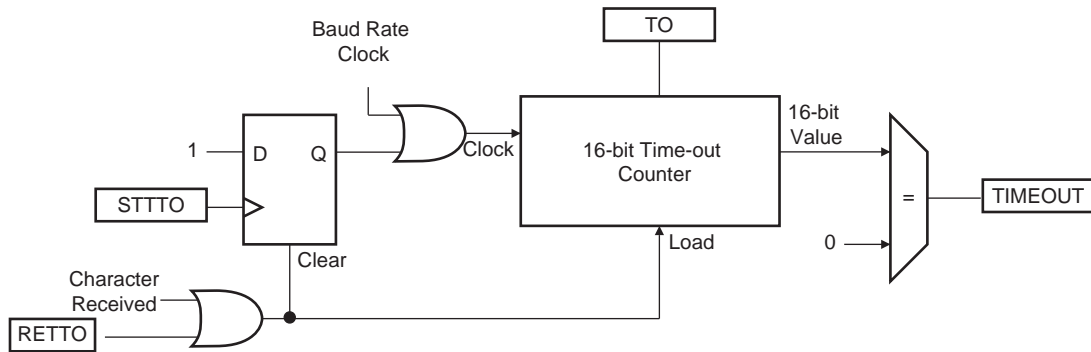 Baud Rate
Clock
TO
1
D
Q
Clock
16-bit Time-out
Counter
16-bit
Value
STTTO
=
TIMEOUT
Clear
Load
0
Character
Received
RETTO